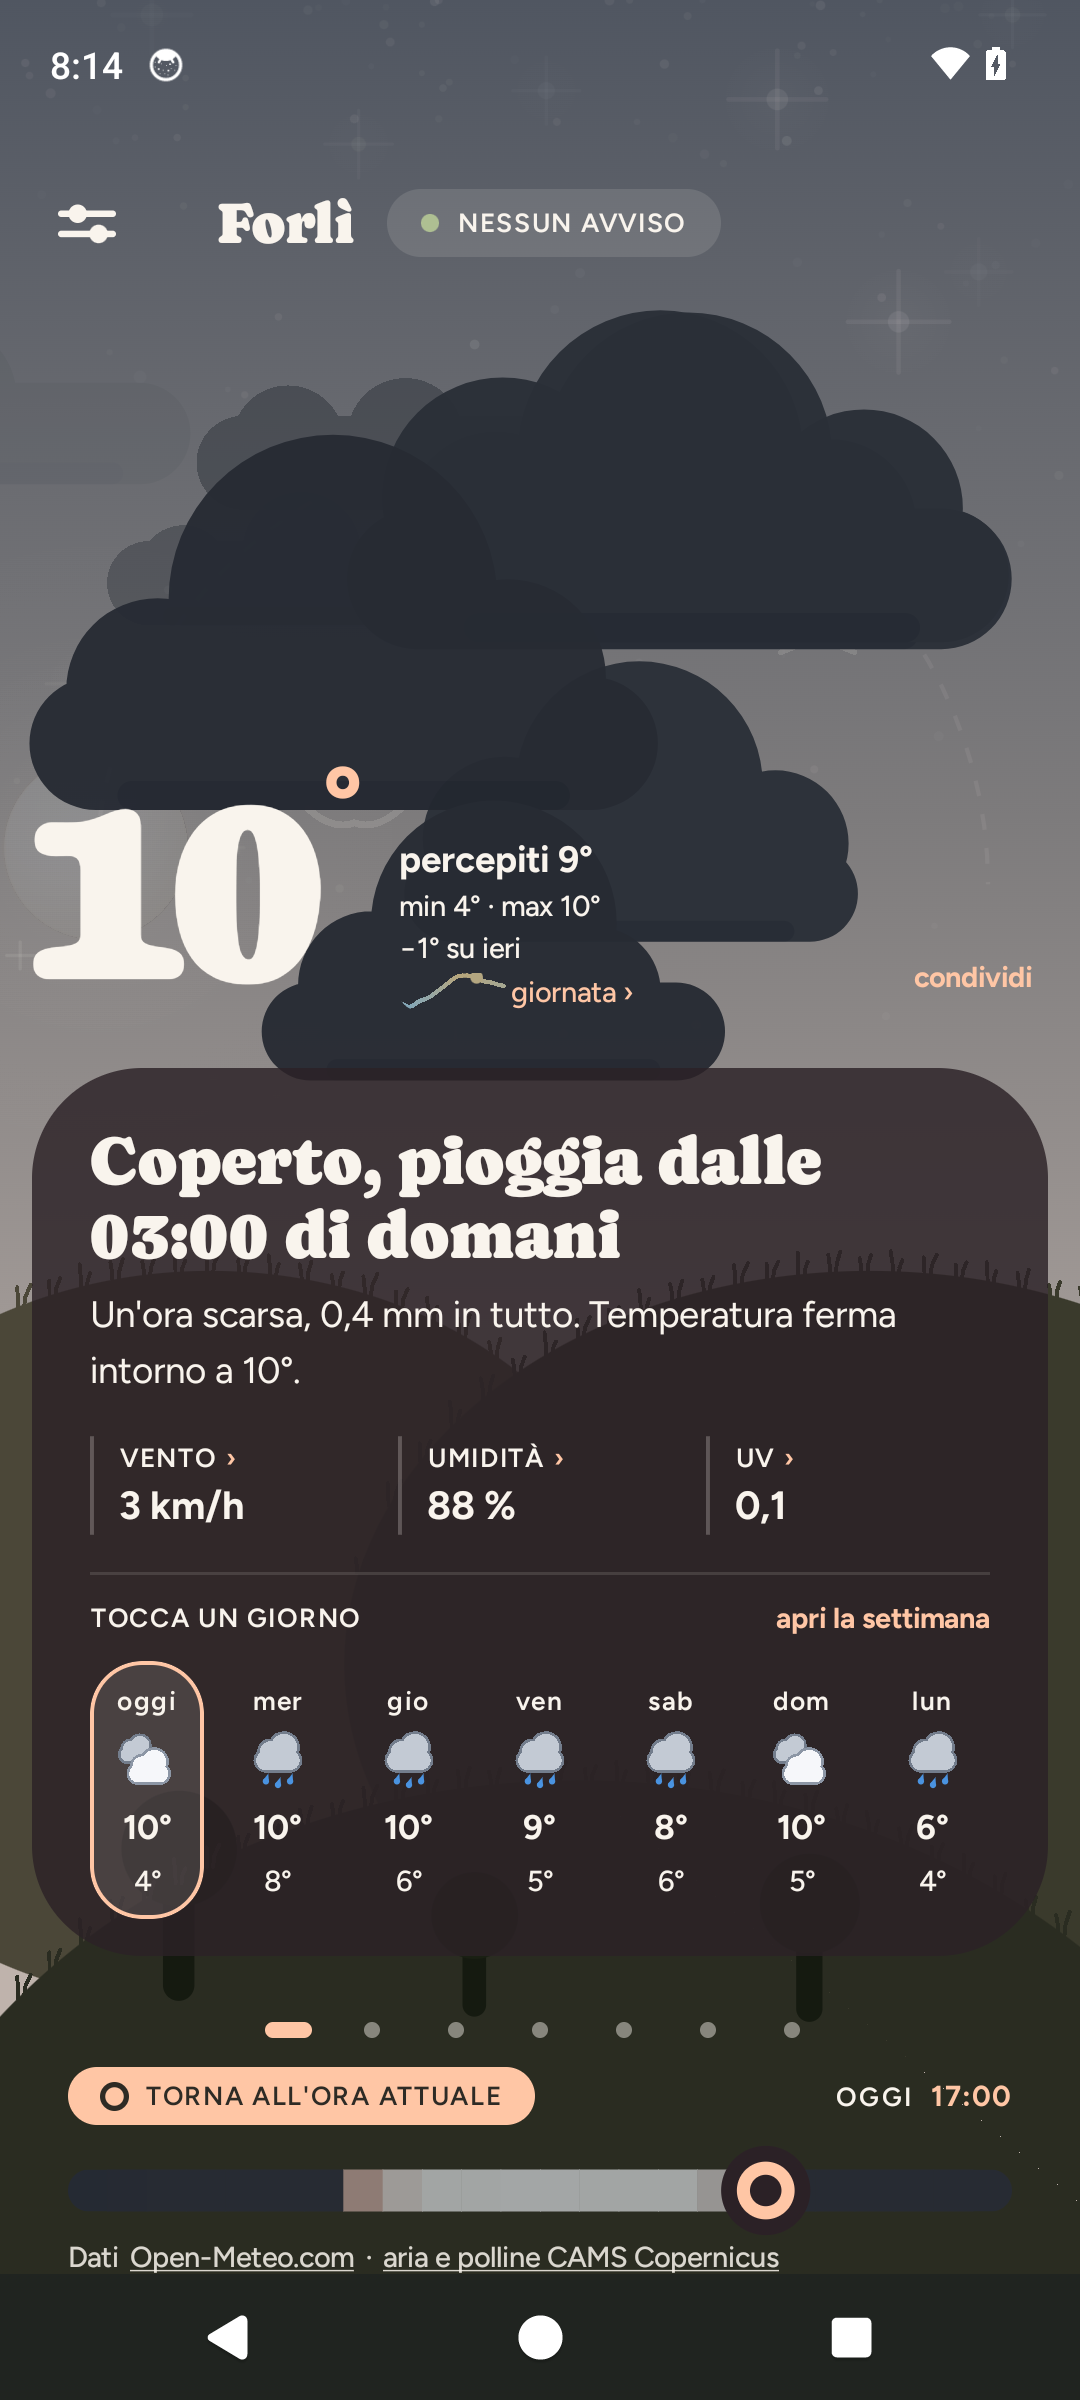 8:14
Forlì
NESSUN AVVISO
10
percepiti 9°
min 4° · max 10°
−1° su ieri
giornata ›
condividi
Coperto, pioggia dalle
03:00 di domani
Un'ora scarsa, 0,4 mm in tutto. Temperatura ferma
intorno a 10°.
VENTO › UMIDITÀ › UV ›
3 km/h 88 % 0,1
TOCCA UN GIORNO apri la settimana
oggi mer gio ven sab dom lun
10° 10° 10° 9° 8° 10° 6°
4° 8° 6° 5° 6° 5° 4°
TORNA ALL'ORA ATTUALE OGGI 17:00
Dati Open-Meteo.com · aria e polline CAMS Copernicus